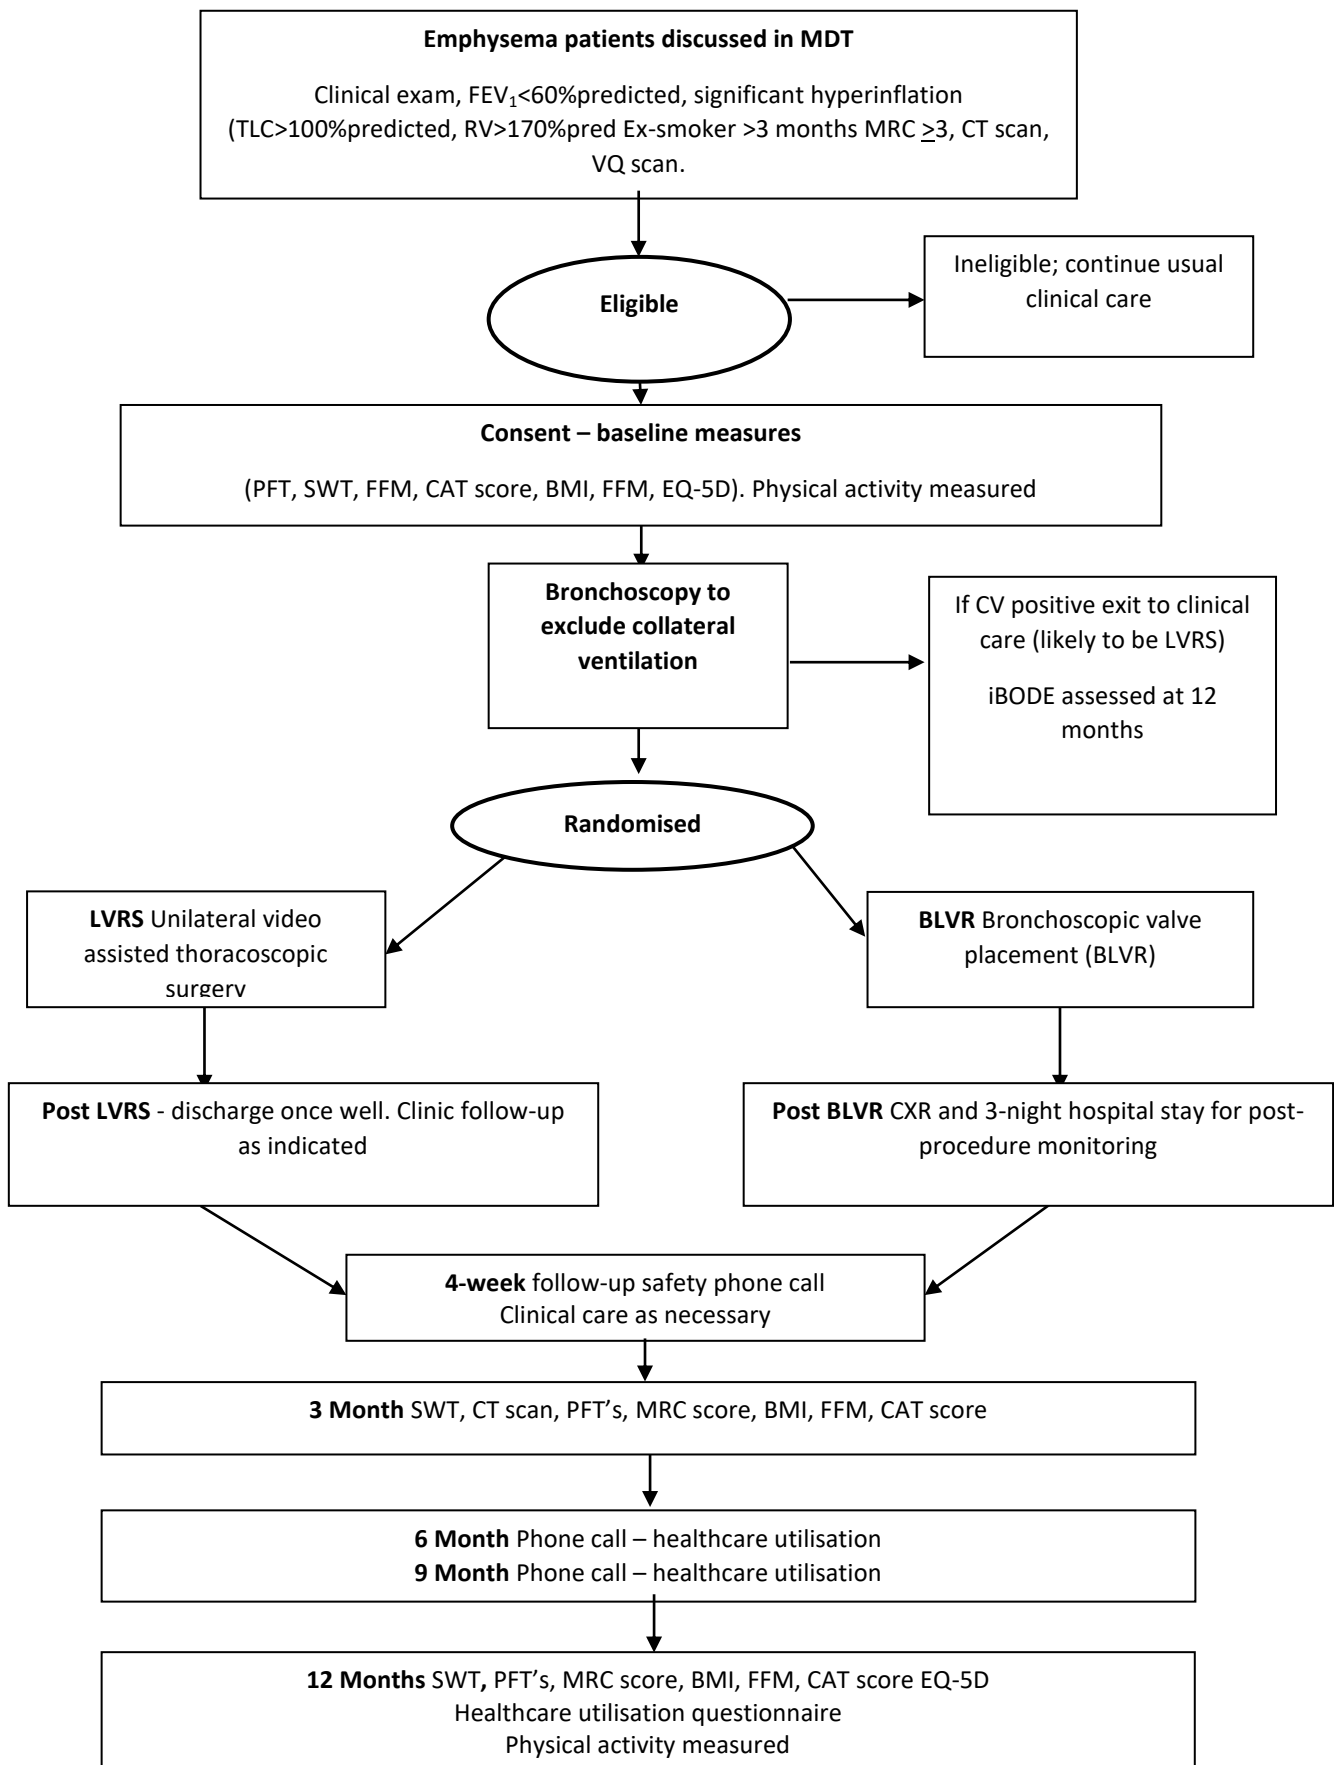 Emphysema patients discussed in MDT
Clinical exam, FEV₁<60%predicted, significant hyperinflation
(TLC>100%predicted, RV>170%pred Ex-smoker >3 months MRC ≥3, CT scan,
VQ scan.
Eligible
Ineligible; continue usual
clinical care
Consent – baseline measures
(PFT, SWT, FFM, CAT score, BMI, FFM, EQ-5D). Physical activity measured
Bronchoscopy to
exclude collateral
ventilation
If CV positive exit to clinical
care (likely to be LVRS)
iBODE assessed at 12
months
Randomised
LVRS Unilateral video
assisted thoracoscopic
surgery
BLVR Bronchoscopic valve
placement (BLVR)
Post LVRS - discharge once well. Clinic follow-up
as indicated
Post BLVR CXR and 3-night hospital stay for post-
procedure monitoring
4-week follow-up safety phone call
Clinical care as necessary
3 Month SWT, CT scan, PFT’s, MRC score, BMI, FFM, CAT score
6 Month Phone call – healthcare utilisation
9 Month Phone call – healthcare utilisation
12 Months SWT, PFT’s, MRC score, BMI, FFM, CAT score EQ-5D
Healthcare utilisation questionnaire
Physical activity measured